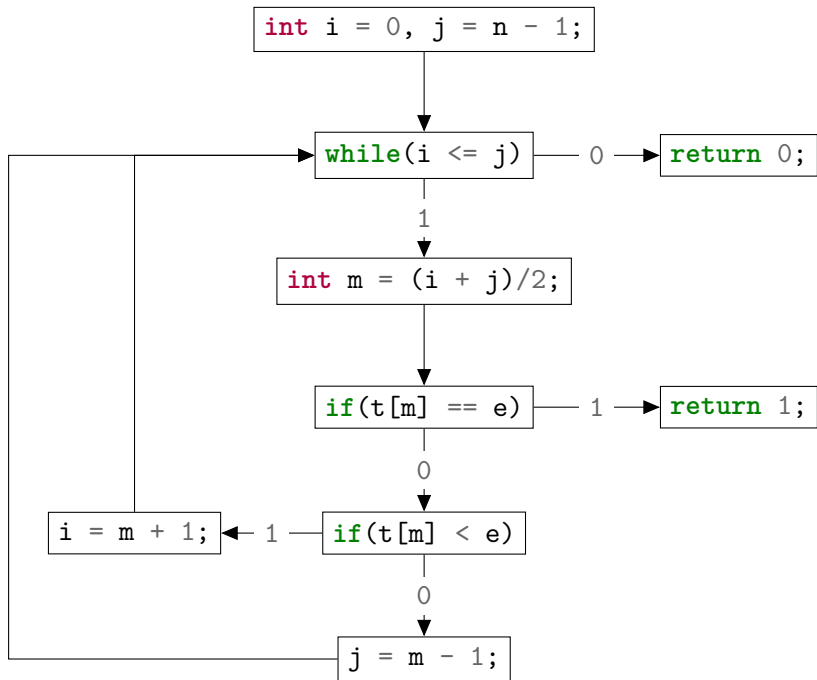 int i = 0, j = n - 1;
while(i <= j)
0
return 0;
1
int m = (i + j)/2;
if(t[m] == e)
1
return 1;
0
i = m + 1;
1
if(t[m] < e)
0
j = m - 1;